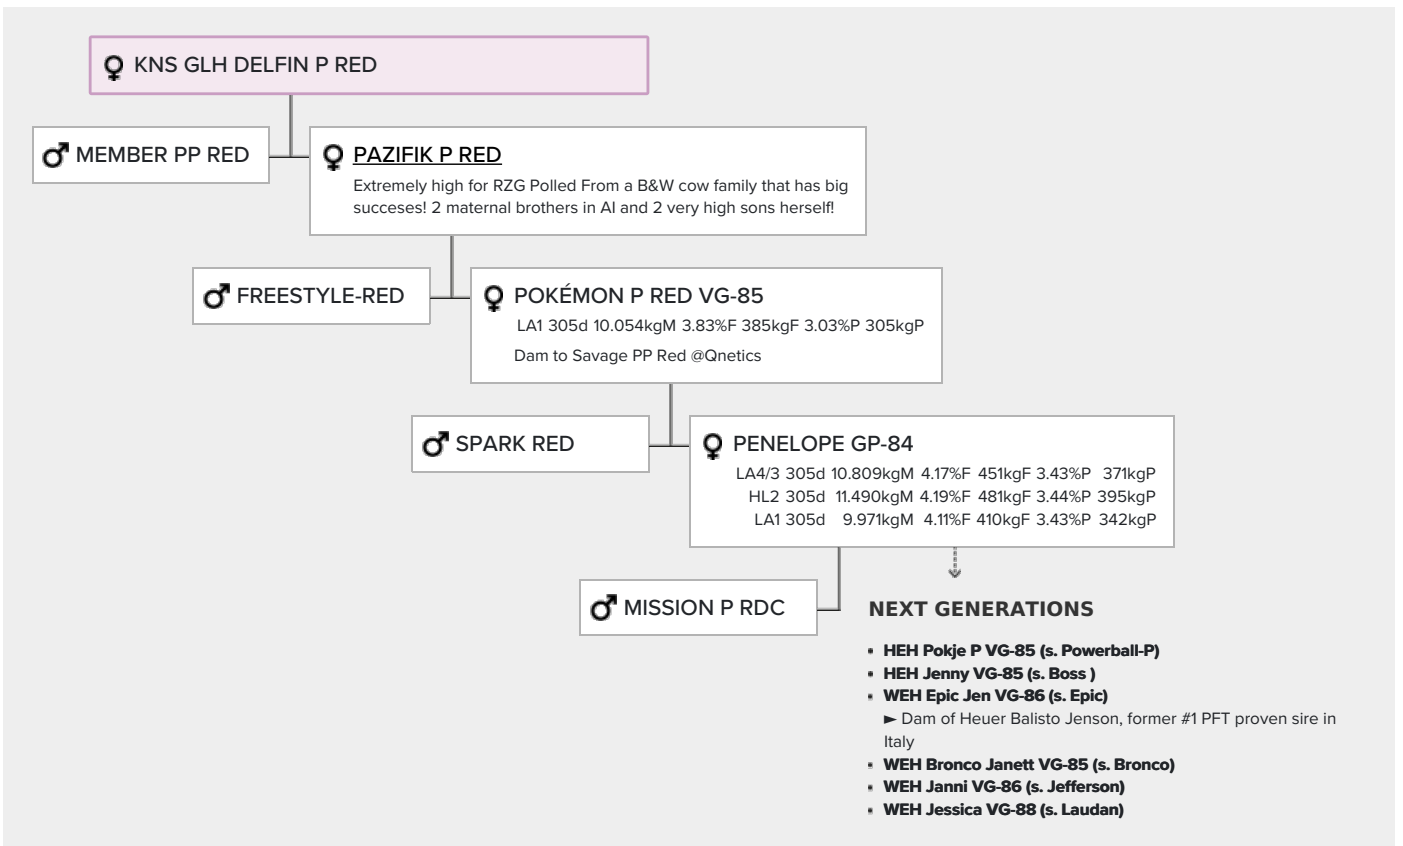 KNS GLH DELFIN P RED
MEMBER PP RED
PAZIFIK P RED
Extremely high for RZG Polled From a B&W cow family that has big
succeses! 2 maternal brothers in AI and 2 very high sons herself!
FREESTYLE-RED
POKÉMON P RED VG-85
LA1 305d 10.054kgM 3.83%F 385kgF 3.03%P 305kgP
Dam to Savage PP Red @Qnetics
SPARK RED
PENELOPE GP-84
LA4/3 305d 10.809kgM 4.17%F 451kgF 3.43%P 371kgP
HL2 305d 11.490kgM 4.19%F 481kgF 3.44%P 395kgP
LA1 305d 9.971kgM 4.11%F 410kgF 3.43%P 342kgP
MISSION P RDC
NEXT GENERATIONS
HEH Pokje P VG-85 (s. Powerball-P)
HEH Jenny VG-85 (s. Boss )
WEH Epic Jen VG-86 (s. Epic)
► Dam of Heuer Balisto Jenson, former #1 PFT proven sire in
Italy
WEH Bronco Janett VG-85 (s. Bronco)
WEH Janni VG-86 (s. Jefferson)
WEH Jessica VG-88 (s. Laudan)